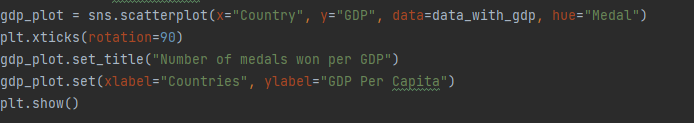 gdp_plot = sns.scatterplot(x="Country", y="GDP", data=data_with_gdp, hue="Medal")
plt.xticks(rotation=90)
gdp_plot.set_title("Number of medals won per GDP")
gdp_plot.set(xlabel="Countries", ylabel="GDP Per Capita")
plt.show()